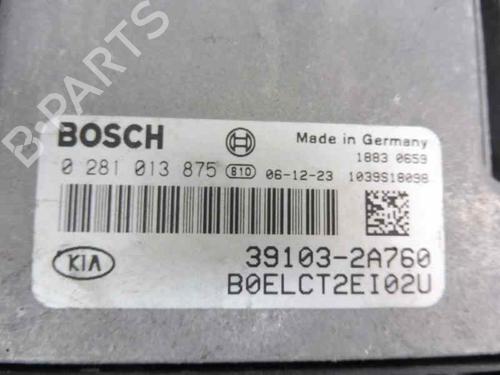 B-PARTS
BOSCH
Made in Germany
1883 0659
0 281 013 875 B10 06-12-23 1039S18098
KIA
39103-2A760
B0ELCT2EI02U